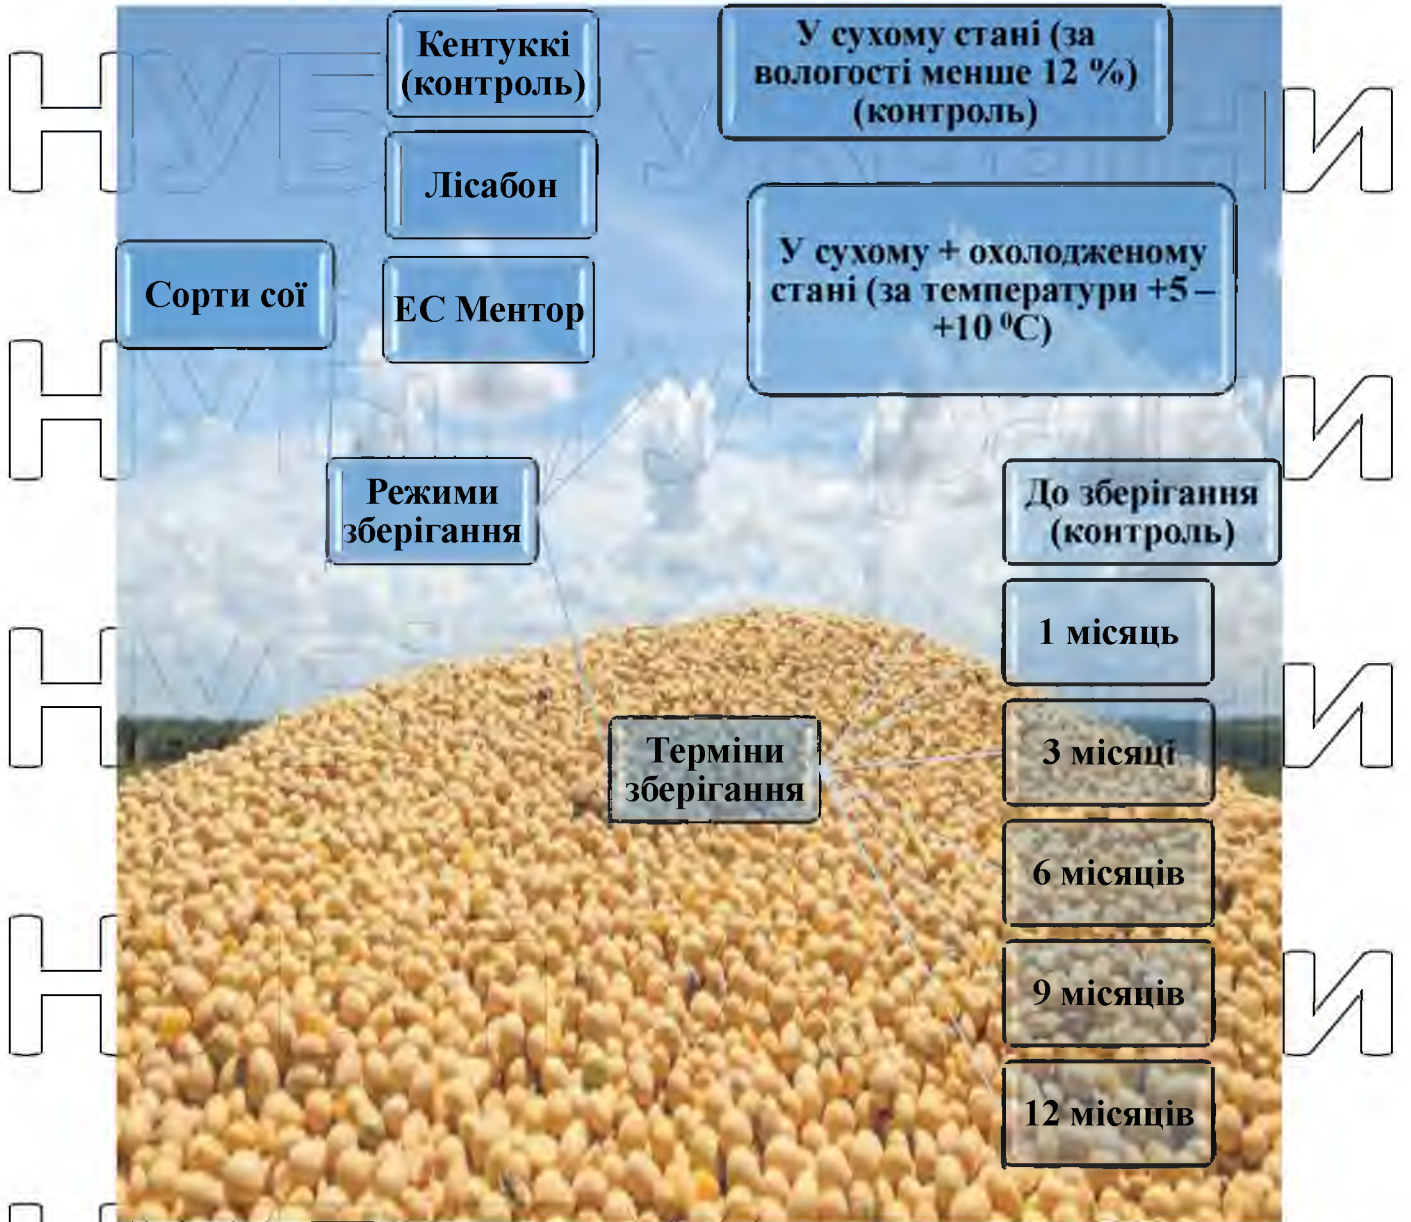 Кентуккі
(контроль)
Лісабон
ЕС Ментор
Сорти сої
У сухому стані (за
вологості менше 12 %)
(контроль)
У сухому + охолодженому
стані (за температури +5 –
+10 ⁰С)
Режими
зберігання
До зберігання
(контроль)
1 місяць
3 місяці
6 місяців
9 місяців
12 місяців
Терміни
зберігання